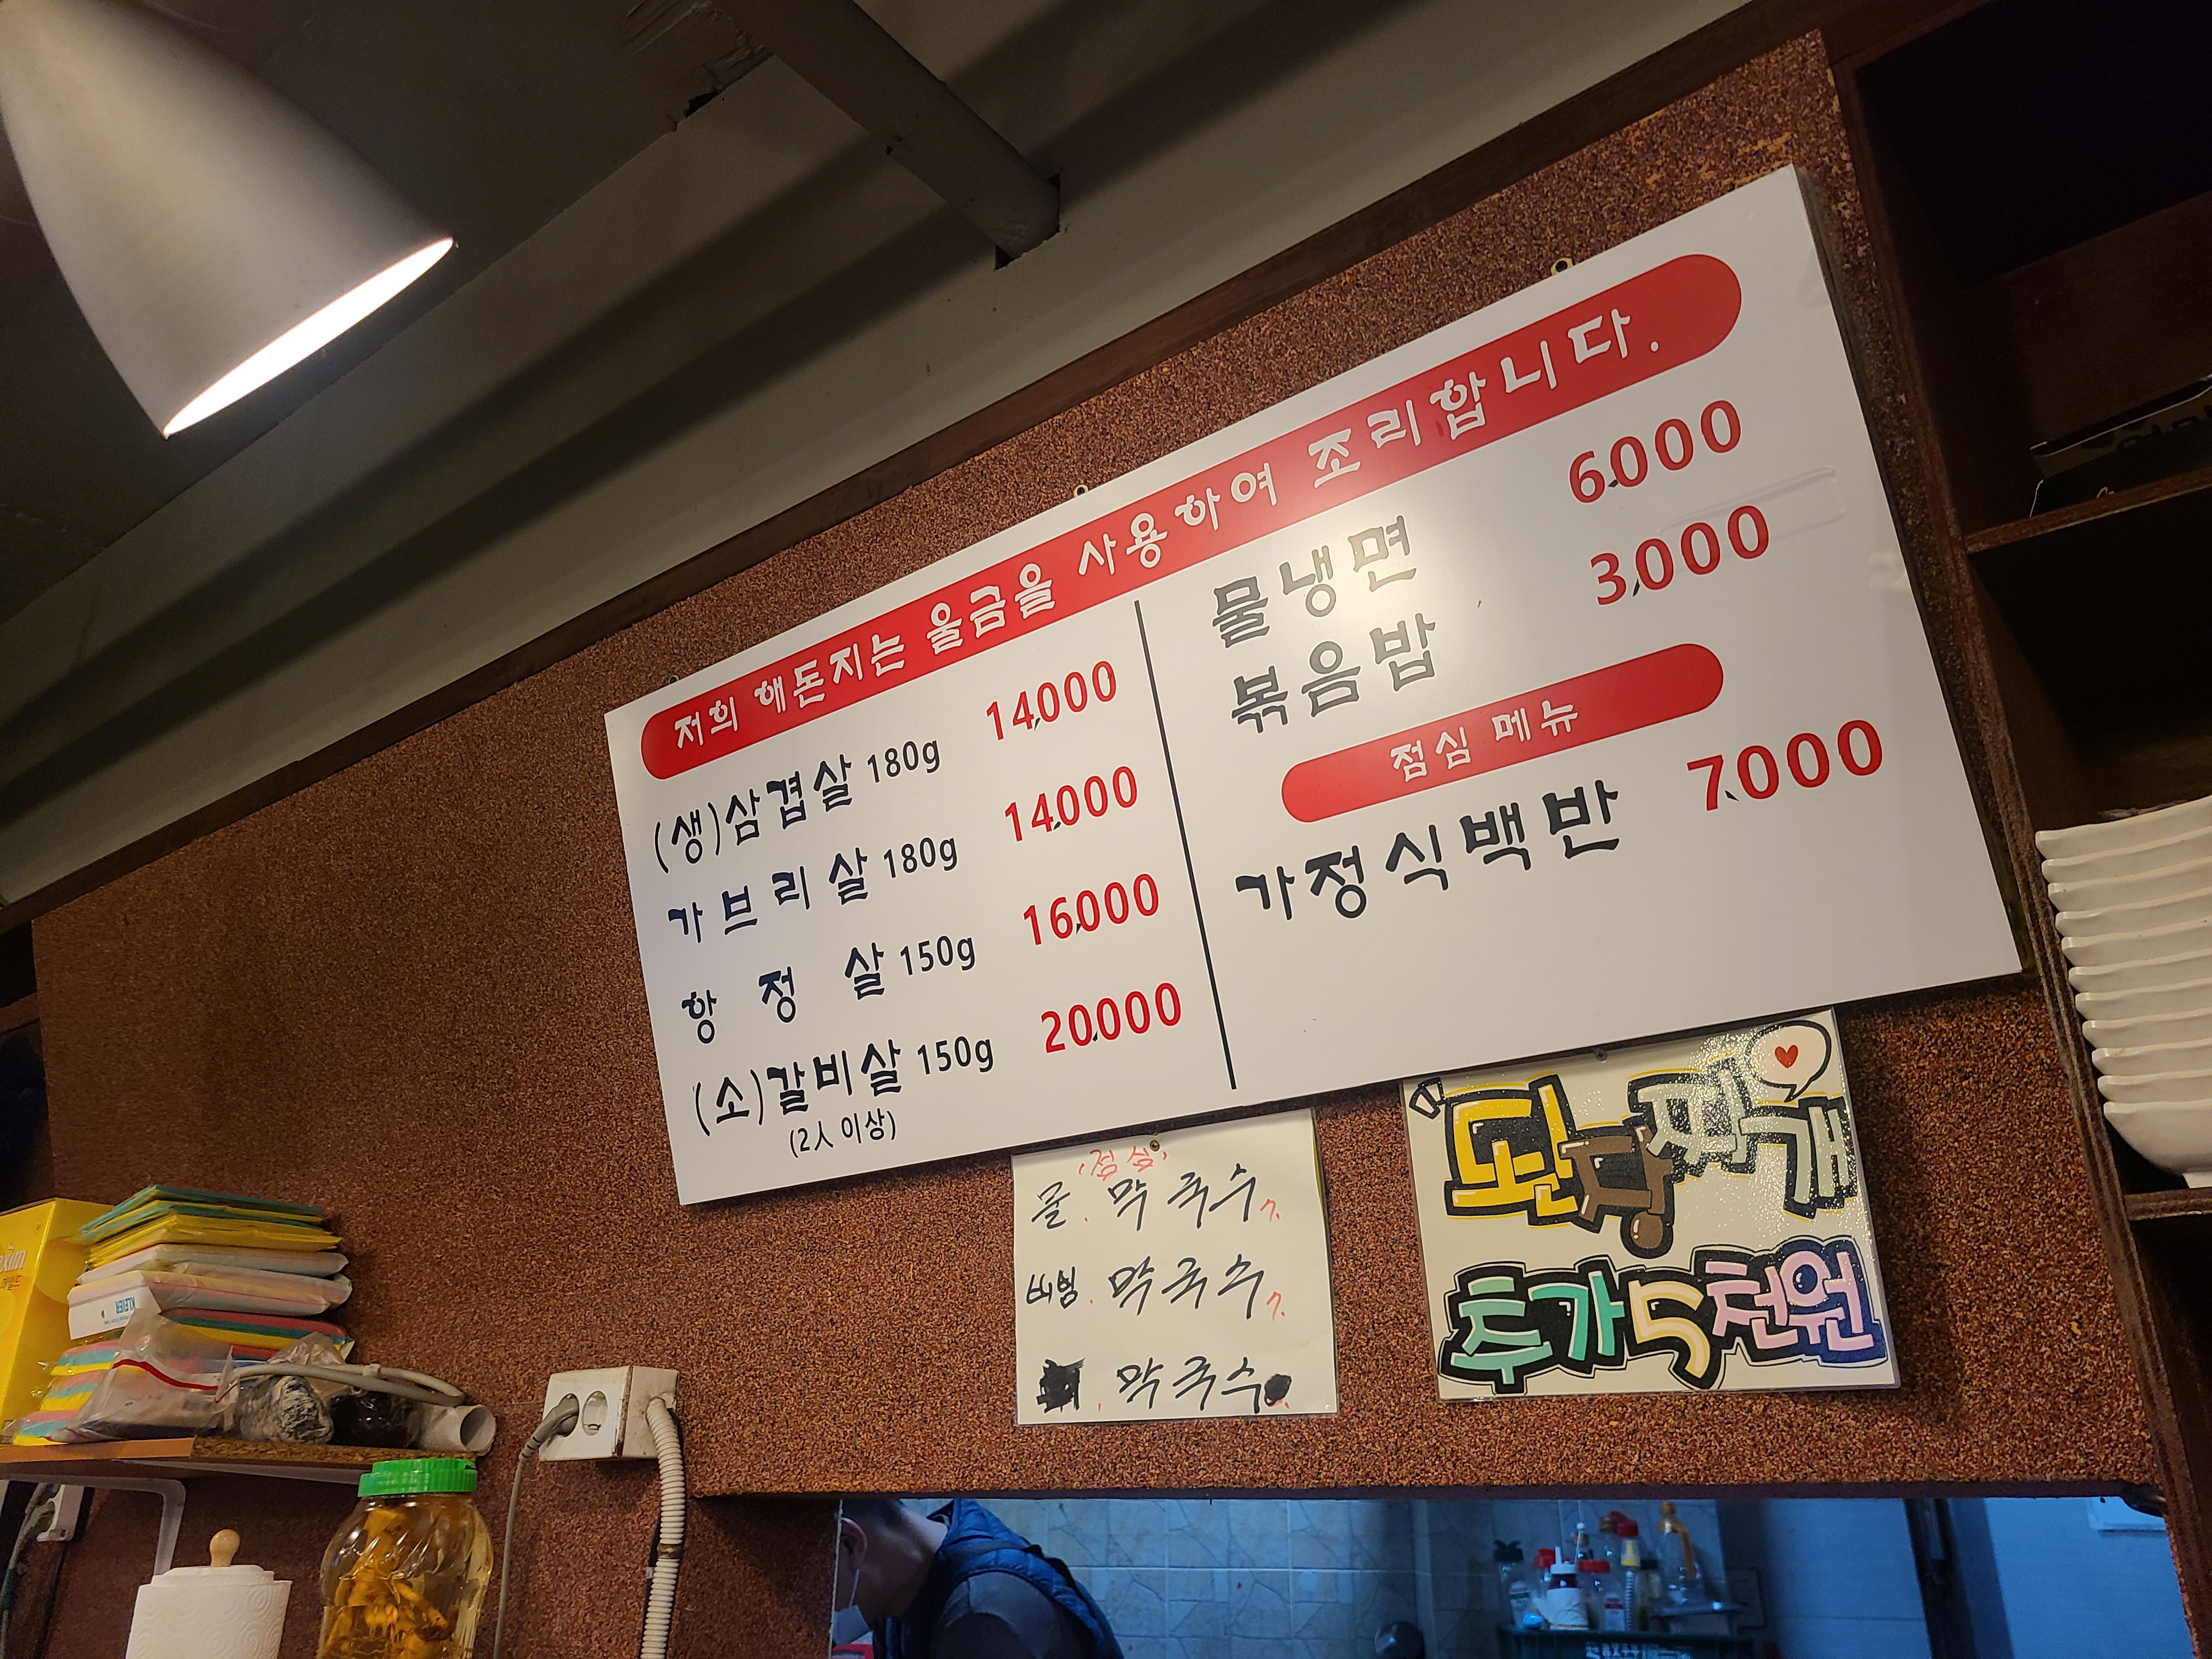 저희 해돈지는 울금을 사용하여 조리합니다.
(생)삼겹살 180g 14,000
가브리살 180g 14,000
항 정 살 150g 16,000
(소)갈비살 150g 20,000
(2人 이상)
물냉면 6,000
볶음밥 3,000
점심 메뉴
가정식백반 7,000
(점심)
물. 막국수 7.
비빔. 막국수 7.
막국수
된장찌개
추가 5천원
KLEIER